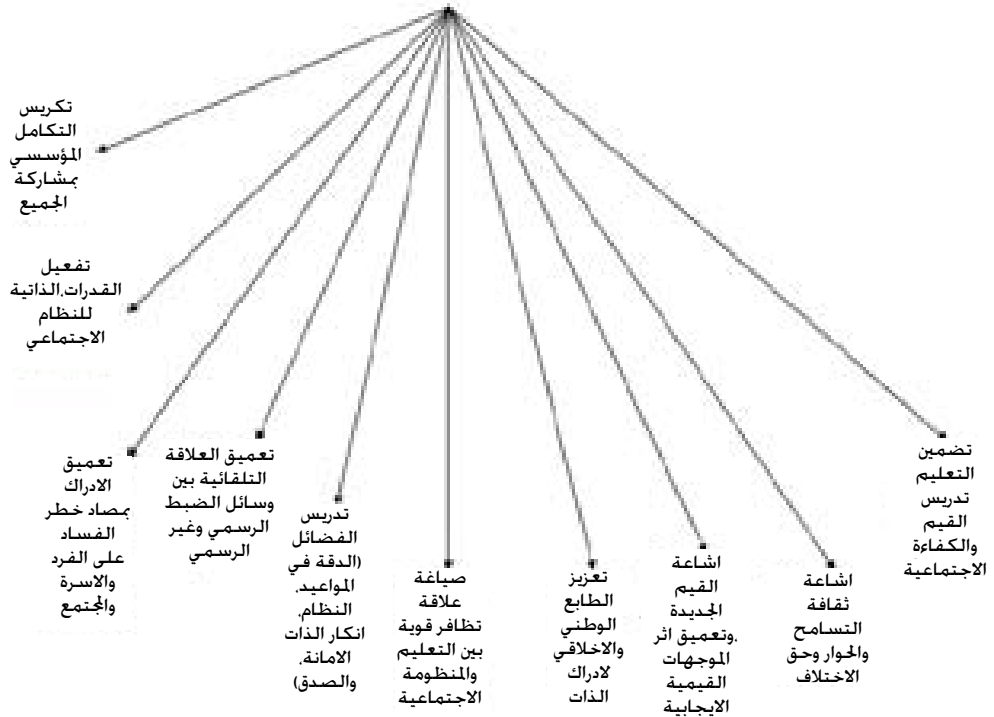 تضمين
التعليم
تدريس
القيم
والكفاءة
الاجتماعية
اشاعة
ثقافة
التسامح
والحوار وحق
الاختلاف
اشاعة
القيم
الجديدة
.وتعميق اثر
الموجهات
القيمية
الايجابية
تعزيز
الطابع
الوطني
والاخلاقي
لادراك
الذات
صياغة
علاقة
تظافر قوية
بين التعليم
والمنظومة
الاجتماعية
تدريس
الفضائل
(الدقة في
المواعيد.
النظام.
انكار الذات
الامانة.
والصدق)
تعميق العلاقة
التلقائية بين
وسائل الضبط
الرسمي وغير
الرسمي
تعميق
الادراك
بمصاد خطر
الفساد
على الفرد
والاسرة
والمجتمع
تفعيل
القدرات.الذاتية
للنظام
الاجتماعي
تكريس
التكامل
المؤسسي
بمشاركة
الجميع